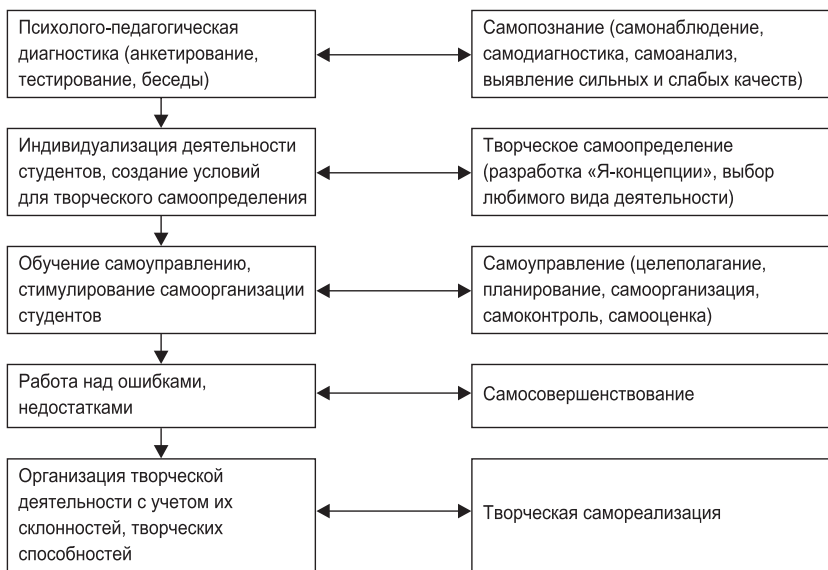 Психолого-педагогическая
диагностика (анкетирование,
тестирование, беседы)
Самопознание (самонаблюдение,
самодиагностика, самоанализ,
выявление сильных и слабых качеств)
Индивидуализация деятельности
студентов, создание условий
для творческого самоопределения
Творческое самоопределение
(разработка «Я-концепции», выбор
любимого вида деятельности)
Обучение самоуправлению,
стимулирование самоорганизации
студентов
Самоуправление (целеполагание,
планирование, самоорганизация,
самоконтроль, самооценка)
Работа над ошибками,
недостатками
Самосовершенствование
Организация творческой
деятельности с учетом их
склонностей, творческих
способностей
Творческая самореализация